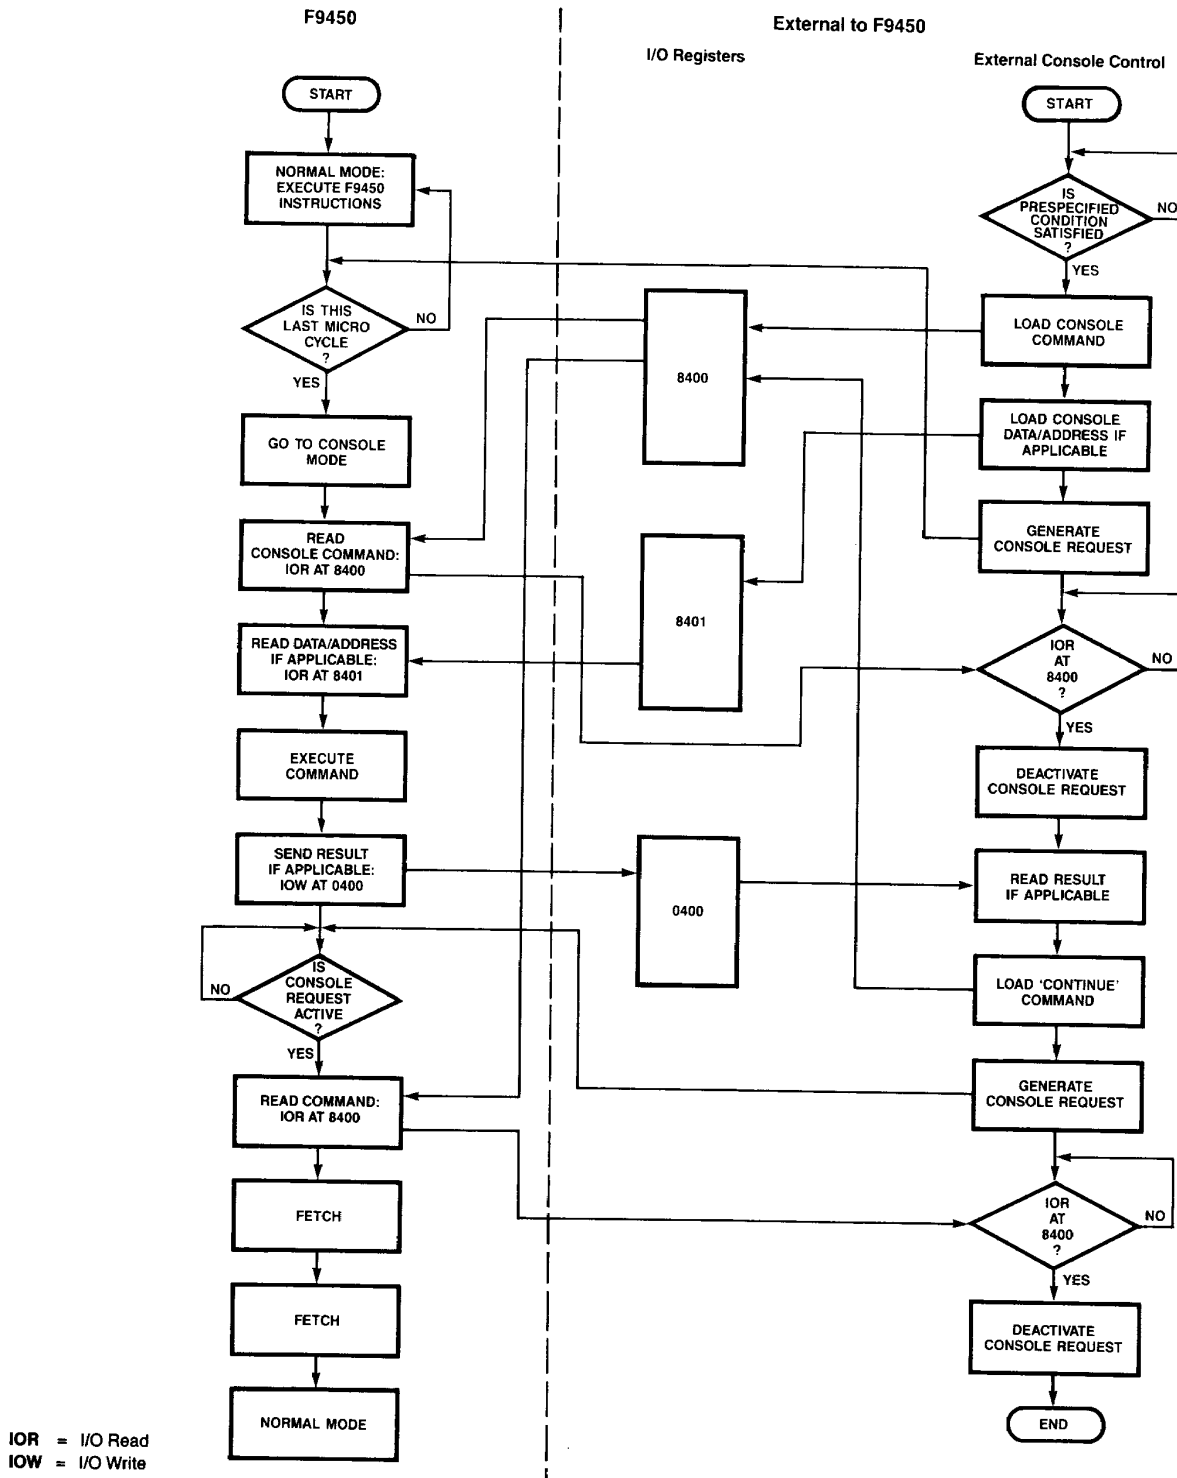 F9450
External to F9450
I/O Registers
External Console Control
START
NORMAL MODE:
EXECUTE F9450
INSTRUCTIONS
IS THIS
LAST MICRO
CYCLE
?
NO
YES
GO TO CONSOLE
MODE
READ
CONSOLE COMMAND:
IOR AT 8400
READ DATA/ADDRESS
IF APPLICABLE:
IOR AT 8401
EXECUTE
COMMAND
SEND RESULT
IF APPLICABLE:
IOW AT 0400
IS
CONSOLE
REQUEST
ACTIVE
?
NO
YES
READ COMMAND:
IOR AT 8400
FETCH
FETCH
NORMAL MODE
8400
8401
0400
START
IS
PRESPECIFIED
CONDITION
SATISFIED
?
NO
YES
LOAD CONSOLE
COMMAND
LOAD CONSOLE
DATA/ADDRESS IF
APPLICABLE
GENERATE
CONSOLE REQUEST
IOR
AT
8400
?
NO
YES
DEACTIVATE
CONSOLE REQUEST
READ RESULT
IF APPLICABLE
LOAD ‘CONTINUE’
COMMAND
GENERATE
CONSOLE REQUEST
IOR
AT
8400
?
NO
YES
DEACTIVATE
CONSOLE REQUEST
END
IOR = I/O Read
IOW = I/O Write